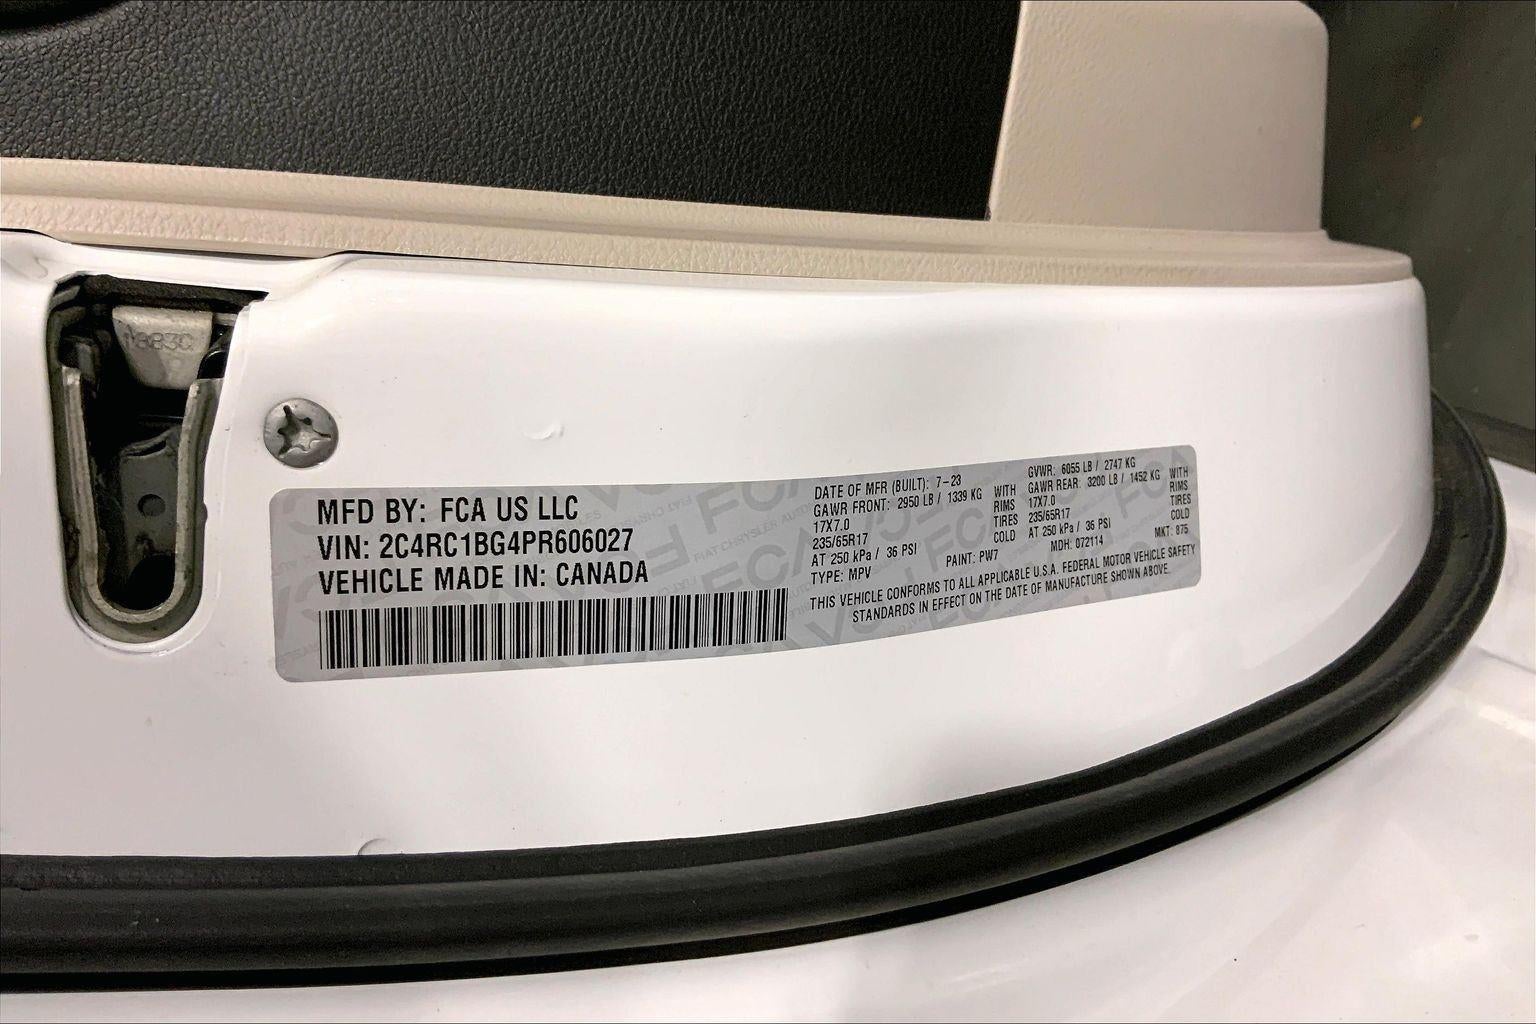 1883C
MFD BY: FCA US LLC
VIN: 2C4RC1BG4PR606027
VEHICLE MADE IN: CANADA
DATE OF MFR (BUILT): 7-23
GAWR FRONT: 2950 LB / 1339 KG WITH
17X7.0 RIMS
235/65R17 TIRES
AT 250 kPa / 36 PSI COLD
TYPE: MPV PAINT: PW7
GVWR: 6055 LB / 2747 KG
GAWR REAR: 3200 LB / 1452 KG WITH
17X7.0 RIMS
235/65R17 TIRES
AT 250 kPa / 36 PSI COLD
MDH: 072114 MKT: 875
THIS VEHICLE CONFORMS TO ALL APPLICABLE U.S.A. FEDERAL MOTOR VEHICLE SAFETY
STANDARDS IN EFFECT ON THE DATE OF MANUFACTURE SHOWN ABOVE.